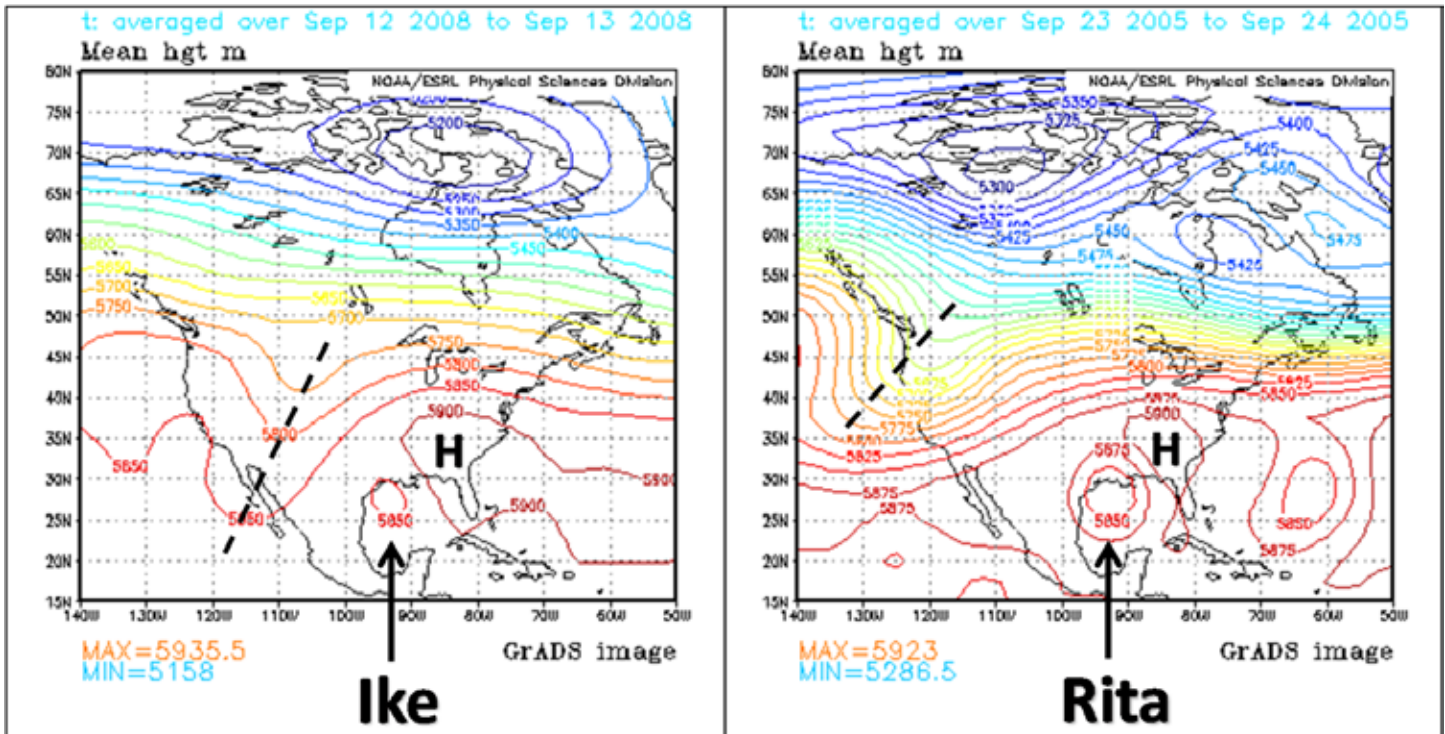 t: averaged over Sep 12 2008 to Sep 13 2008
Mean hgt m
NOAA/ESRL Physical Sciences Division
80N
75N
70N
65N
60N
55N
50N
45N
40N
35N
30N
25N
20N
15N
5200
5250
5300
5350
5400
5450
5600
5650
5700
5750
5650
5700
5750
5800
5850
5900
5800
5850
5850
5850
5900
5900
H
140W 130W 120W 110W 100W 90W 80W 70W 60W 50W
MAX=5935.5
MIN=5158
GrADS image
Ike
t: averaged over Sep 23 2005 to Sep 24 2005
Mean hgt m
NOAA/ESRL Physical Sciences Division
80N
75N
70N
65N
60N
55N
50N
45N
40N
35N
30N
25N
20N
15N
5350
5325
5300
5425
5400
5425
5450
5475
5450
5475
5425
5775
5800
5825
5850
5875
5900
5750
5775
5825
5875
5875
5875
5850
5850
5875
H
140W 130W 120W 110W 100W 90W 80W 70W 60W 50W
MAX=5923
MIN=5286.5
GrADS image
Rita